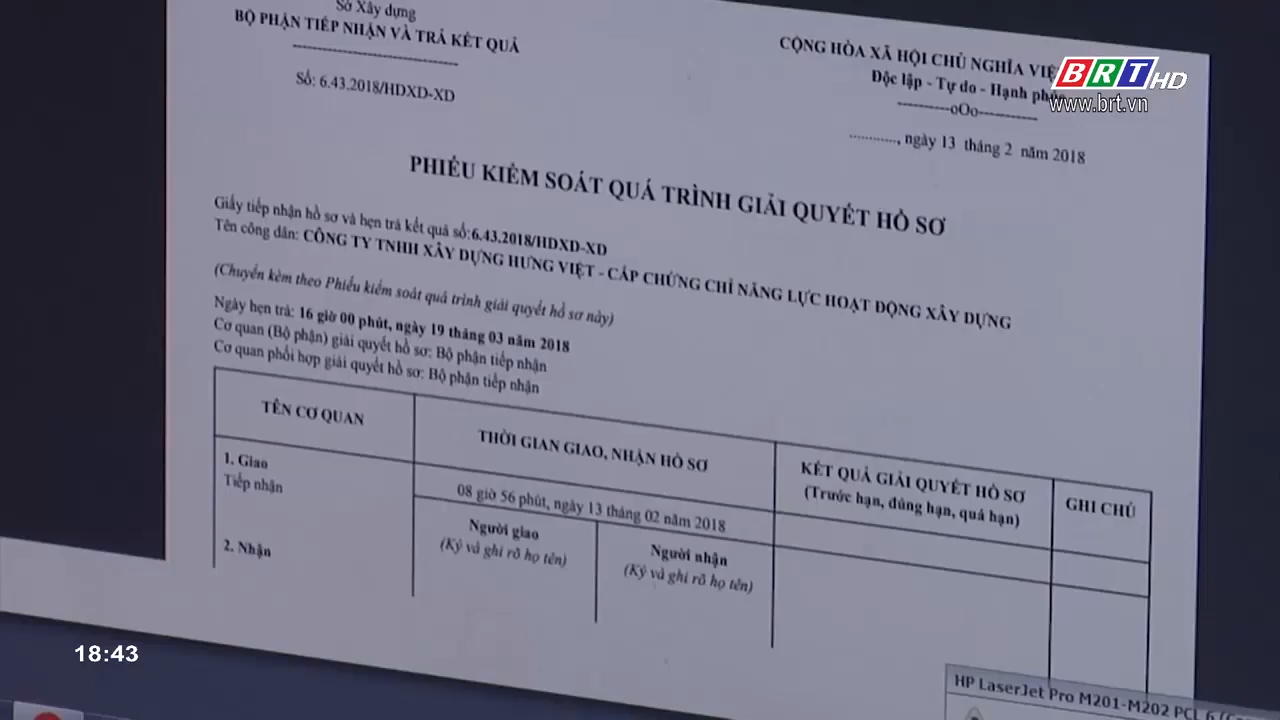 Sở Xây dựng
BỘ PHẬN TIẾP NHẬN VÀ TRẢ KẾT QUẢ
Số: 6.43.2018/HDXD-XD
CỘNG HÒA XÃ HỘI CHỦ NGHĨA
Độc lập - Tự do - Hạnh phúc
----------oOo-----------
BRT HD
www.brt.vn
............, ngày 13 tháng 2 năm 2018
PHIẾU KIỂM SOÁT QUÁ TRÌNH GIẢI QUYẾT HỒ SƠ
Giấy tiếp nhận hồ sơ và hẹn trả kết quả số:6.43.2018/HDXD-XD
Tên công dân: CÔNG TY TNHH XÂY DỰNG HƯNG VIỆT - CẤP CHỨNG CHỈ NĂNG LỰC HOẠT ĐỘNG XÂY DỰNG
(Chuyển kèm theo Phiếu kiểm soát quá trình giải quyết hồ sơ này)
Ngày hẹn trả: 16 giờ 00 phút, ngày 19 tháng 03 năm 2018
Cơ quan (Bộ phận) giải quyết hồ sơ: Bộ phận tiếp nhận
Cơ quan phối hợp giải quyết hồ sơ: Bộ phận tiếp nhận
TÊN CƠ QUAN
THỜI GIAN GIAO, NHẬN HỒ SƠ
KẾT QUẢ GIẢI QUYẾT HỒ SƠ
(Trước hạn, đúng hạn, quá hạn)
GHI CHÚ
1. Giao
Tiếp nhận
08 giờ 56 phút, ngày 13 tháng 02 năm 2018
Người giao
(Ký và ghi rõ họ tên)
Người nhận
(Ký và ghi rõ họ tên)
2. Nhận
18:43
HP LaserJet Pro M201-M202 PCL 6